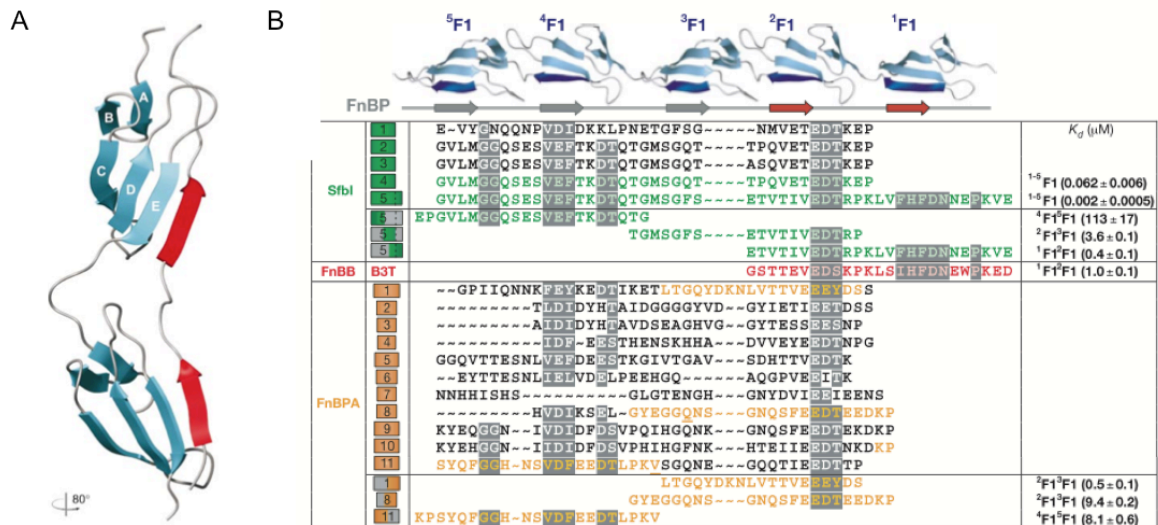 A
B
B
A
C
D
E
80°
⁵F1 ⁴F1 ³F1 ²F1 ¹F1
FnBP
K_d (μM)
SfbI
1 E~VYGNQQNPVDIDKKLPNETGFSG~~~~~NMVETEDTKEP
2 GVLMGGQSESVEFTKDTQTGMSGQT~~~~TPQVETEDTKEP
3 GVLMGGQSESVEFTKDTQTGMSGQT~~~~ASQVETEDTKEP
4 GVLMGGQSESVEFTKDTQTGMSGQT~~~~TPQVETEDTKEP ¹⁻⁵F1 (0.062 ± 0.006)
5 GVLMGGQSESVEFTKDTQTGMSGFS~~~~ETVTIVEDTRPKLVFHFDNNEPKVE ¹⁻⁵F1 (0.002 ± 0.0005)
5 EPGVLMGGQSESVEFTKDTQTG ⁴F1⁵F1 (113 ± 17)
5 TGMSGFS~~~~ETVTIVEDTRP ²F1³F1 (3.6 ± 0.1)
5 ETVTIVEDTRPKLVFHFDNNEPKVE ¹F1²F1 (0.4 ± 0.1)
FnBB B3T GSTTEVEDSKPKLSIHFDNEWPKED ¹F1²F1 (1.0 ± 0.1)
FnBPA
1 ~~GPIIQNNKFEYKEDTIKETLTGQYDKNLVTTVEEEYDSS
2 ~~~~~~~~~TLDIDYHTAIDGGGGYVD~~GYIETIEETDSS
3 ~~~~~~~~~AIDIDYHTAVDSEAGHVG~~GYTESSEESNP
4 ~~~~~~~~~~IDF~EESTHENSKHHA~~DVVEYEEDTNPG
5 GGQVTTESNLVEFDEESTKGIVTGAV~~SDHTTVEDTK
6 ~~EYTTESNLIELVDELPEEHGQ~~~~~AQGPVEEITK
7 NNHHISHS~~~~~~~~~~~GLGTENGH~~~GNYDVIEEIEENS
8 ~~~~~~~~~HVDIKSEL~GYEGGQNS~~~GNQSFEEDTEEDKP
9 KYEQGGN~IVDIDFDSVPQIHGQNK~~~~GNQSFEEDTEKDKP
10 KYEHGGN~IIDIDFDSVPHIHGFNK~~~~HTEIIEEDTNKDKP
11 SYQFGGH~NSVDFEEDTLPKVSGQNE~~~GQQTIEEDTTP
1 LTGQYDKNLVTTVEEEYDS ²F1³F1 (0.5 ± 0.1)
8 GYEGGQNS~~~GNQSFEEDTEEDKP ²F1³F1 (9.4 ± 0.2)
11 KPSYQFGGH~NSVDFEEDTLPKV ⁴F1⁵F1 (8.1 ± 0.6)